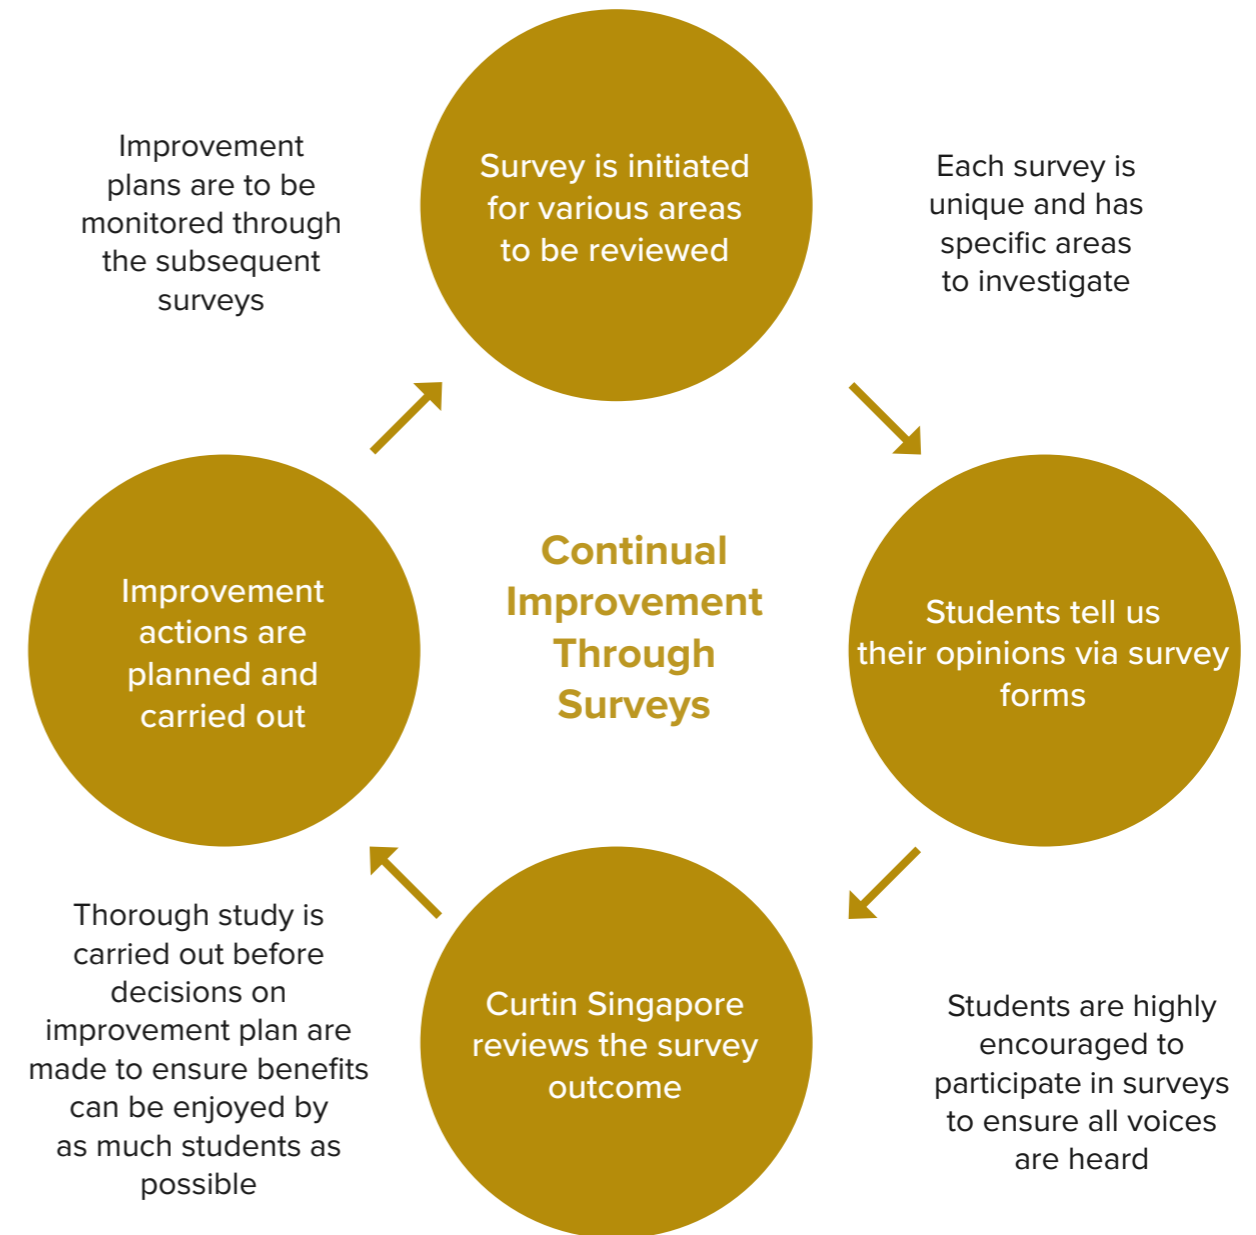 Survey is initiated
for various areas
to be reviewed
Each survey is
unique and has
specific areas
to investigate
Students tell us
their opinions via survey
forms
Students are highly
encouraged to
participate in surveys
to ensure all voices
are heard
Curtin Singapore
reviews the survey
outcome
Thorough study is
carried out before
decisions on
improvement plan are
made to ensure benefits
can be enjoyed by
as much students as
possible
Improvement
actions are
planned and
carried out
Improvement
plans are to be
monitored through
the subsequent
surveys
Continual
Improvement
Through
Surveys